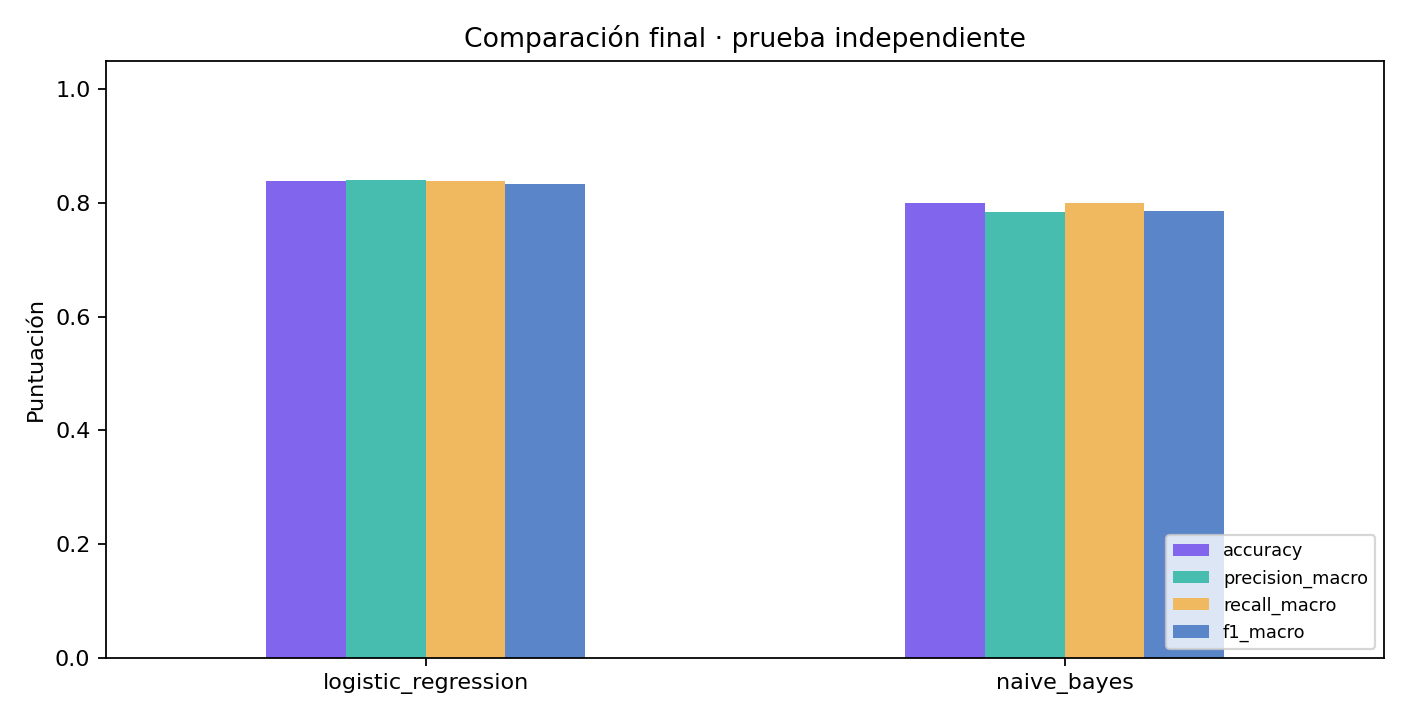 Comparación final · prueba independiente
Puntuación
1.0
0.8
0.6
0.4
0.2
0.0
accuracy
precision_macro
recall_macro
f1_macro
logistic_regression
naive_bayes